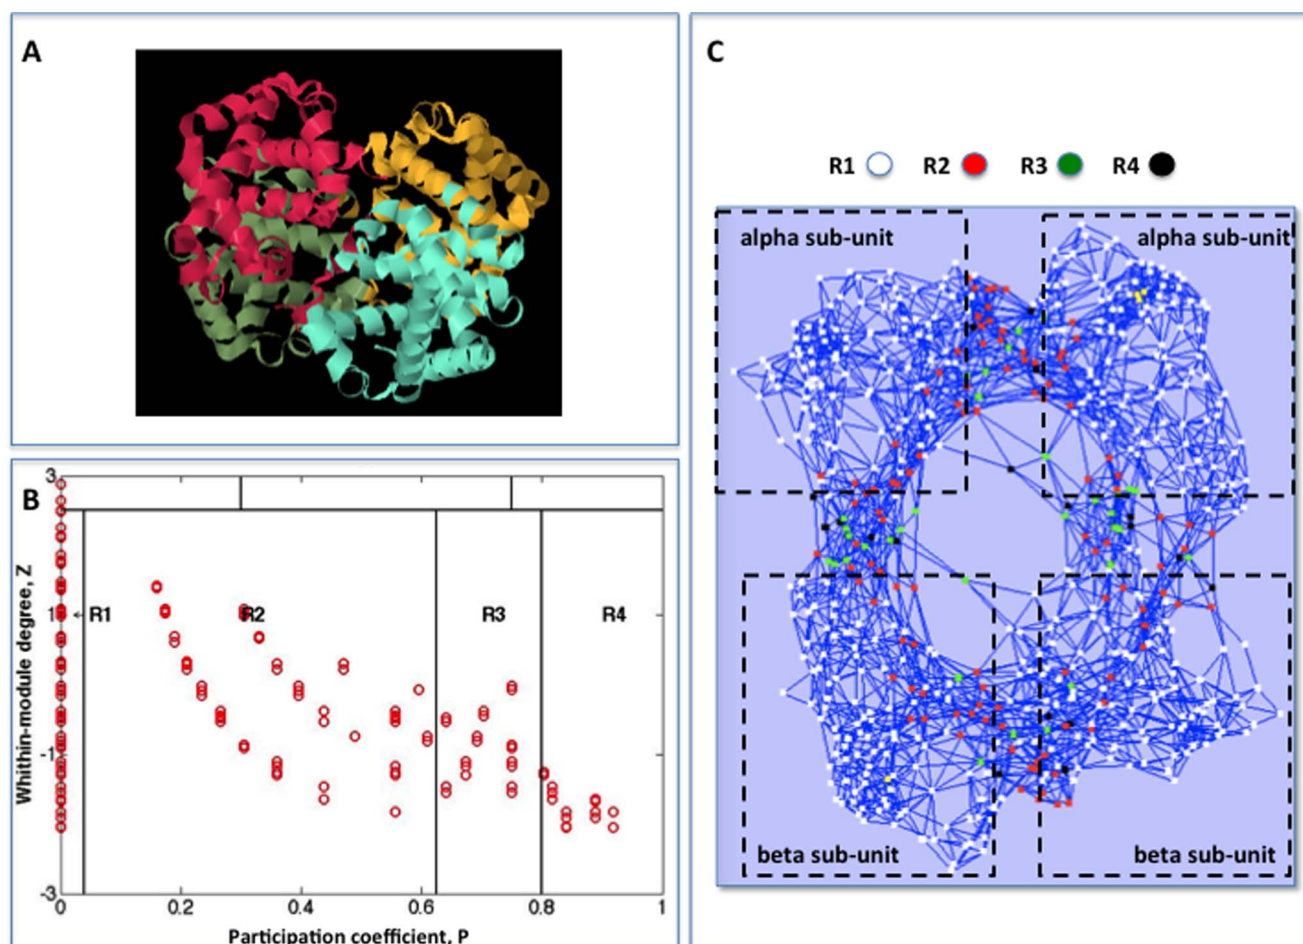 A
B
3
1
-1
-3
Whithin-module degree, Z
R1
R2
R3
R4
0
0.2
0.4
0.6
0.8
1
Participation coefficient, P
C
R1
R2
R3
R4
alpha sub-unit
alpha sub-unit
beta sub-unit
beta sub-unit